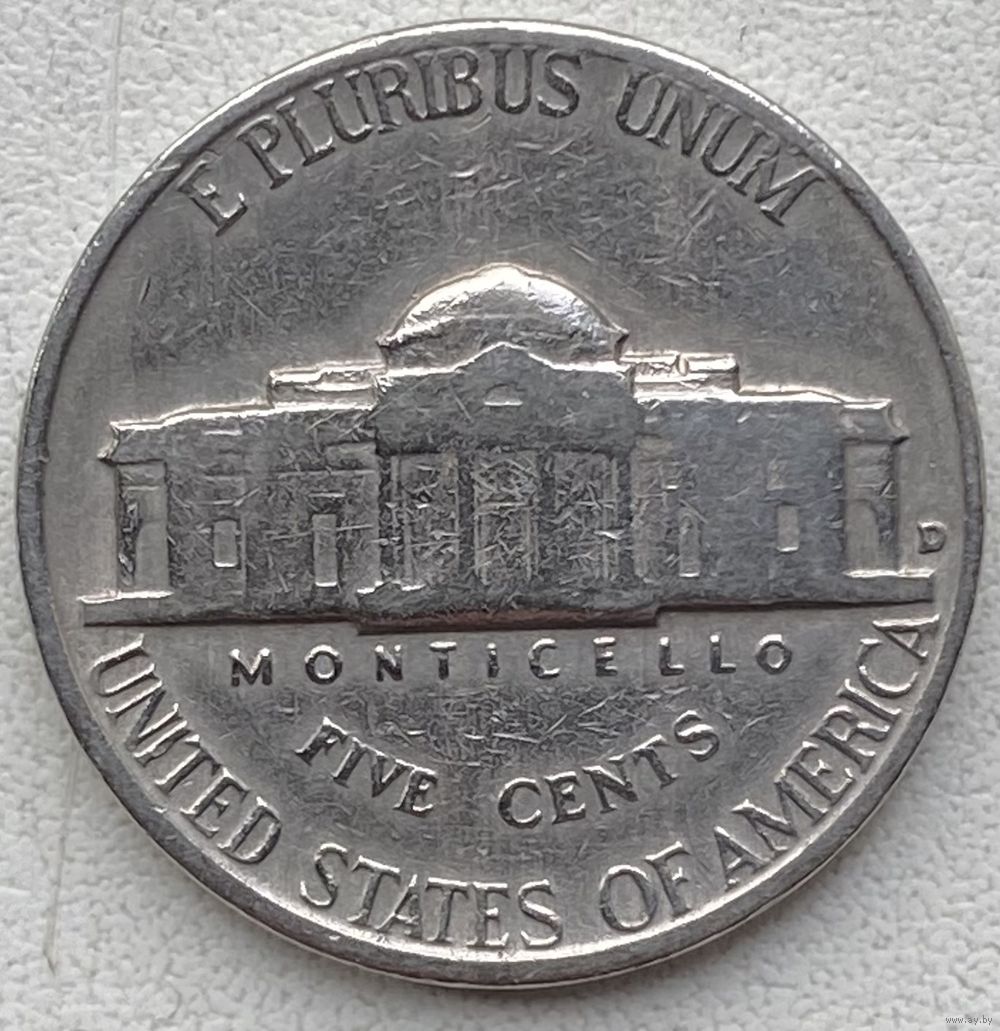 E PLURIBUS UNUM
D
MONTICELLO
FIVE CENTS
UNITED STATES OF AMERICA
www.ay.by